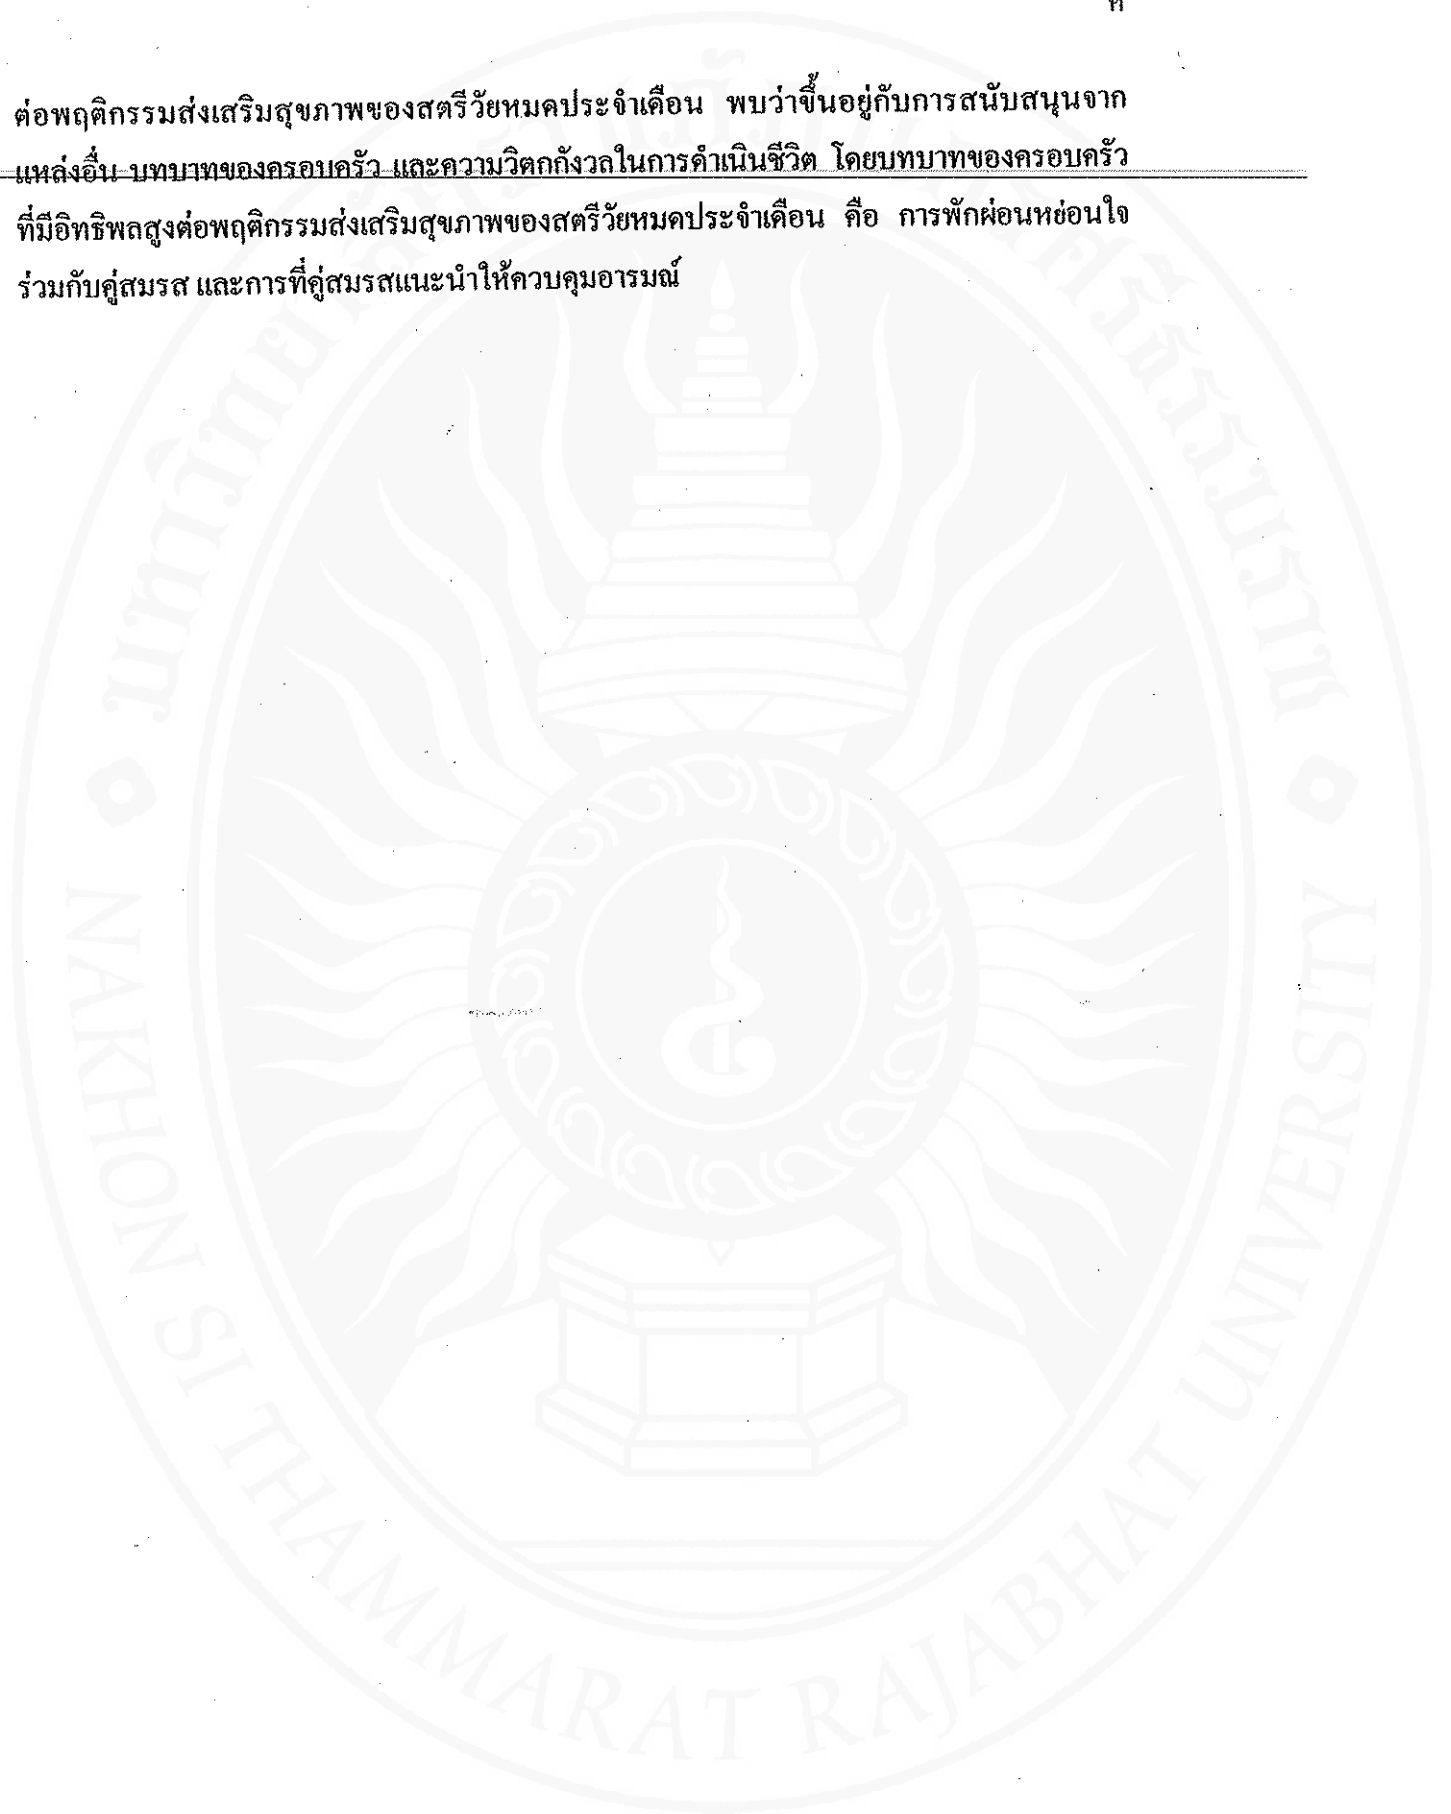 ต่อพฤติกรรมส่งเสริมสุขภาพของสตรีวัยหมดประจำเดือน พบว่าขึ้นอยู่กับการสนับสนุนจาก
แหล่งอื่น บทบาทของครอบครัว และความวิตกกังวลในการดำเนินชีวิต โดยบทบาทของครอบครัว
ที่มีอิทธิพลสูงต่อพฤติกรรมส่งเสริมสุขภาพของสตรีวัยหมดประจำเดือน คือ การพักผ่อนหย่อนใจ
ร่วมกับคู่สมรส และการที่คู่สมรสแนะนำให้ควบคุมอารมณ์
NAKHON SI THAMMARAT RAJABHAT UNIVERSITY